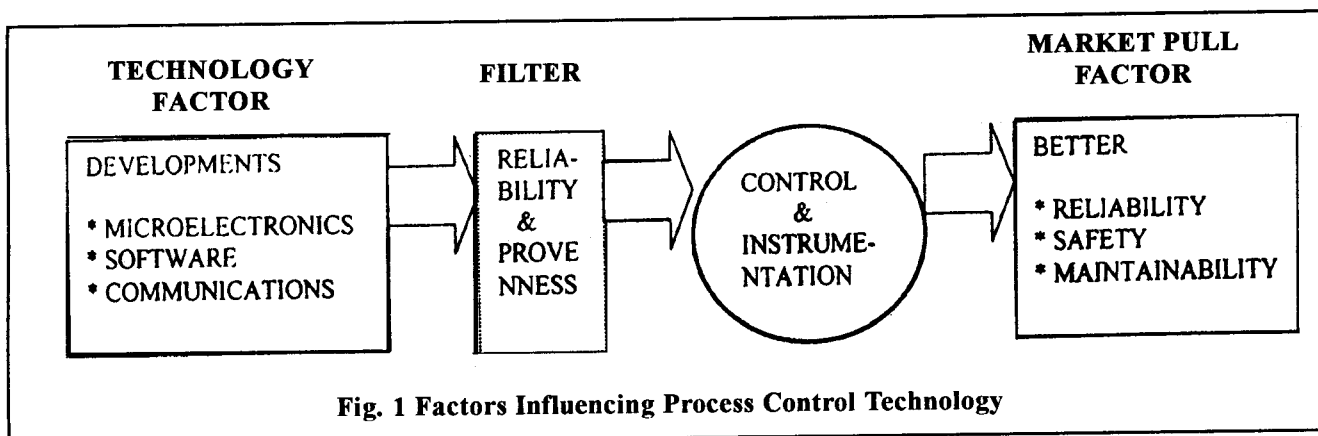 TECHNOLOGY
FACTOR
DEVELOPMENTS
* MICROELECTRONICS
* SOFTWARE
* COMMUNICATIONS
FILTER
RELIA-
BILITY
&
PROVE
NNESS
CONTROL
&
INSTRUME-
NTATION
MARKET PULL
FACTOR
BETTER
* RELIABILITY
* SAFETY
* MAINTAINABILITY
Fig. 1 Factors Influencing Process Control Technology